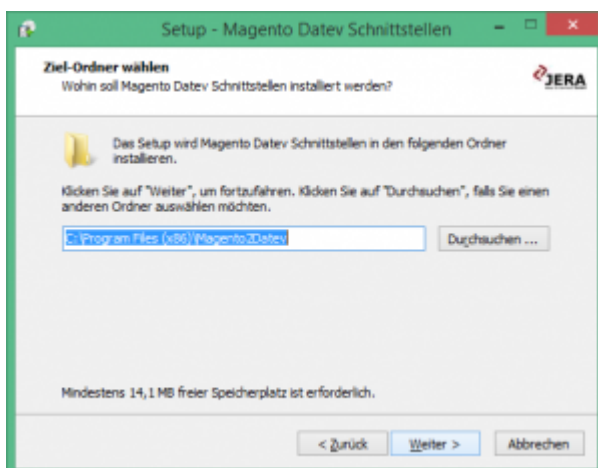 Setup - Magento Datev Schnittstellen
Ziel-Ordner wählen
Wohin soll Magento Datev Schnittstellen installiert werden?
JERA
Das Setup wird Magento Datev Schnittstellen in den folgenden Ordner
installieren.
Klicken Sie auf "Weiter", um fortzufahren. Klicken Sie auf "Durchsuchen", falls Sie einen
anderen Ordner auswählen möchten.
C:\Program Files (x86)\Magento2Datev
Durchsuchen ...
Mindestens 14,1 MB freier Speicherplatz ist erforderlich.
< Zurück
Weiter >
Abbrechen